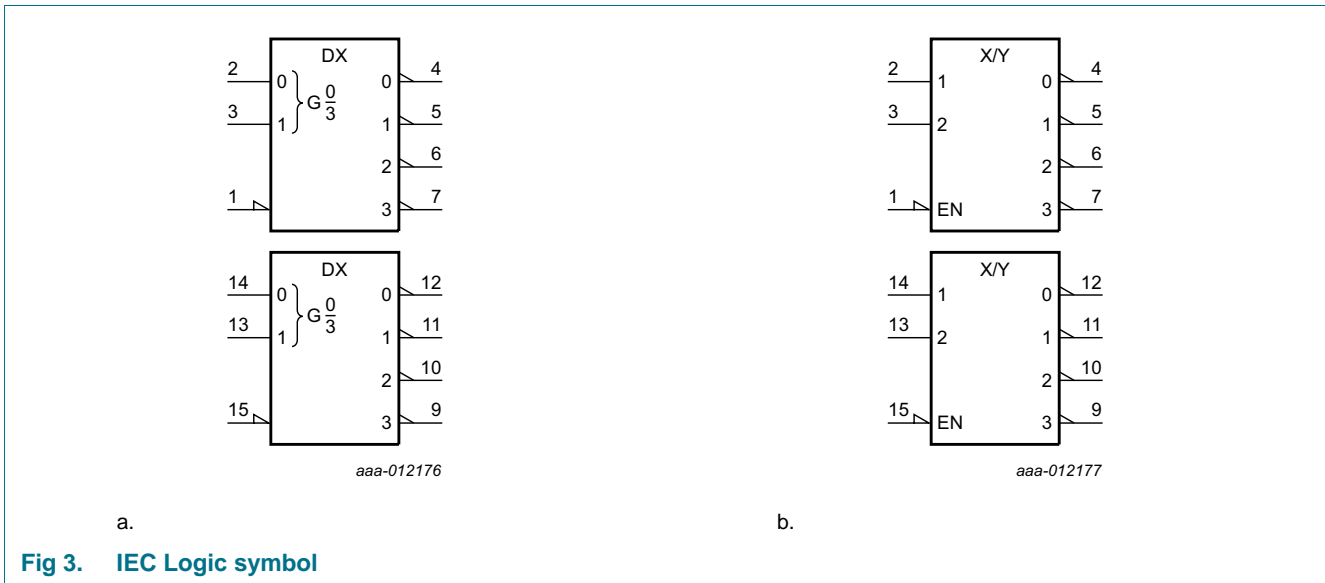 DX
2 0 0 4
3 1 G 0/3 1 5
2 6
1 3 7
DX
14 0 0 12
13 1 G 0/3 1 11
2 10
15 3 9
aaa-012176
a.
X/Y
2 1 0 4
3 2 1 5
2 6
1 EN 3 7
X/Y
14 1 0 12
13 2 1 11
2 10
15 EN 3 9
aaa-012177
b.
Fig 3. IEC Logic symbol